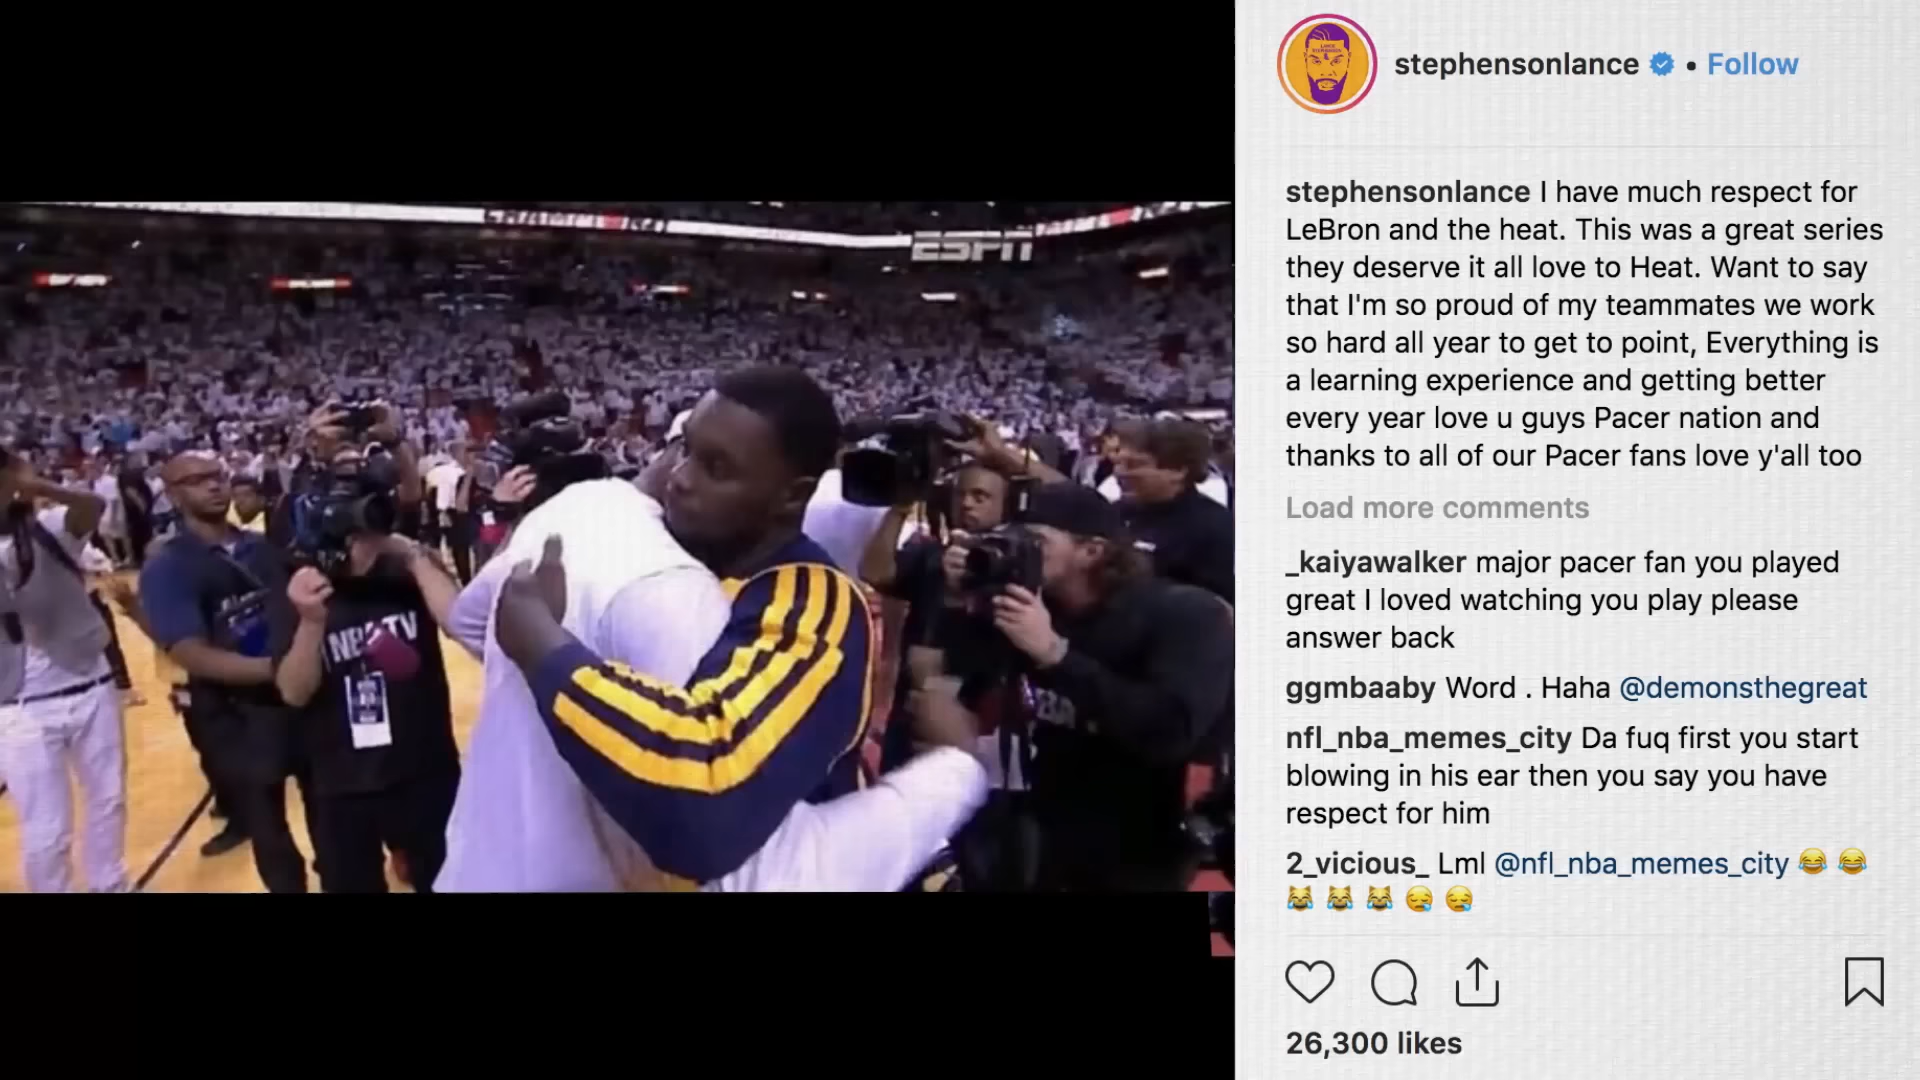 ESPN
NBA TV
stephensonlance • Follow
stephensonlance I have much respect for
LeBron and the heat. This was a great series
they deserve it all love to Heat. Want to say
that I'm so proud of my teammates we work
so hard all year to get to point, Everything is
a learning experience and getting better
every year love u guys Pacer nation and
thanks to all of our Pacer fans love y'all too
Load more comments
_kaiyawalker major pacer fan you played
great I loved watching you play please
answer back
ggmbaaby Word . Haha @demonsthegreat
nfl_nba_memes_city Da fuq first you start
blowing in his ear then you say you have
respect for him
2_vicious_ Lml @nfl_nba_memes_city 😂 😂
😹 😹 😹 😪 😪
26,300 likes